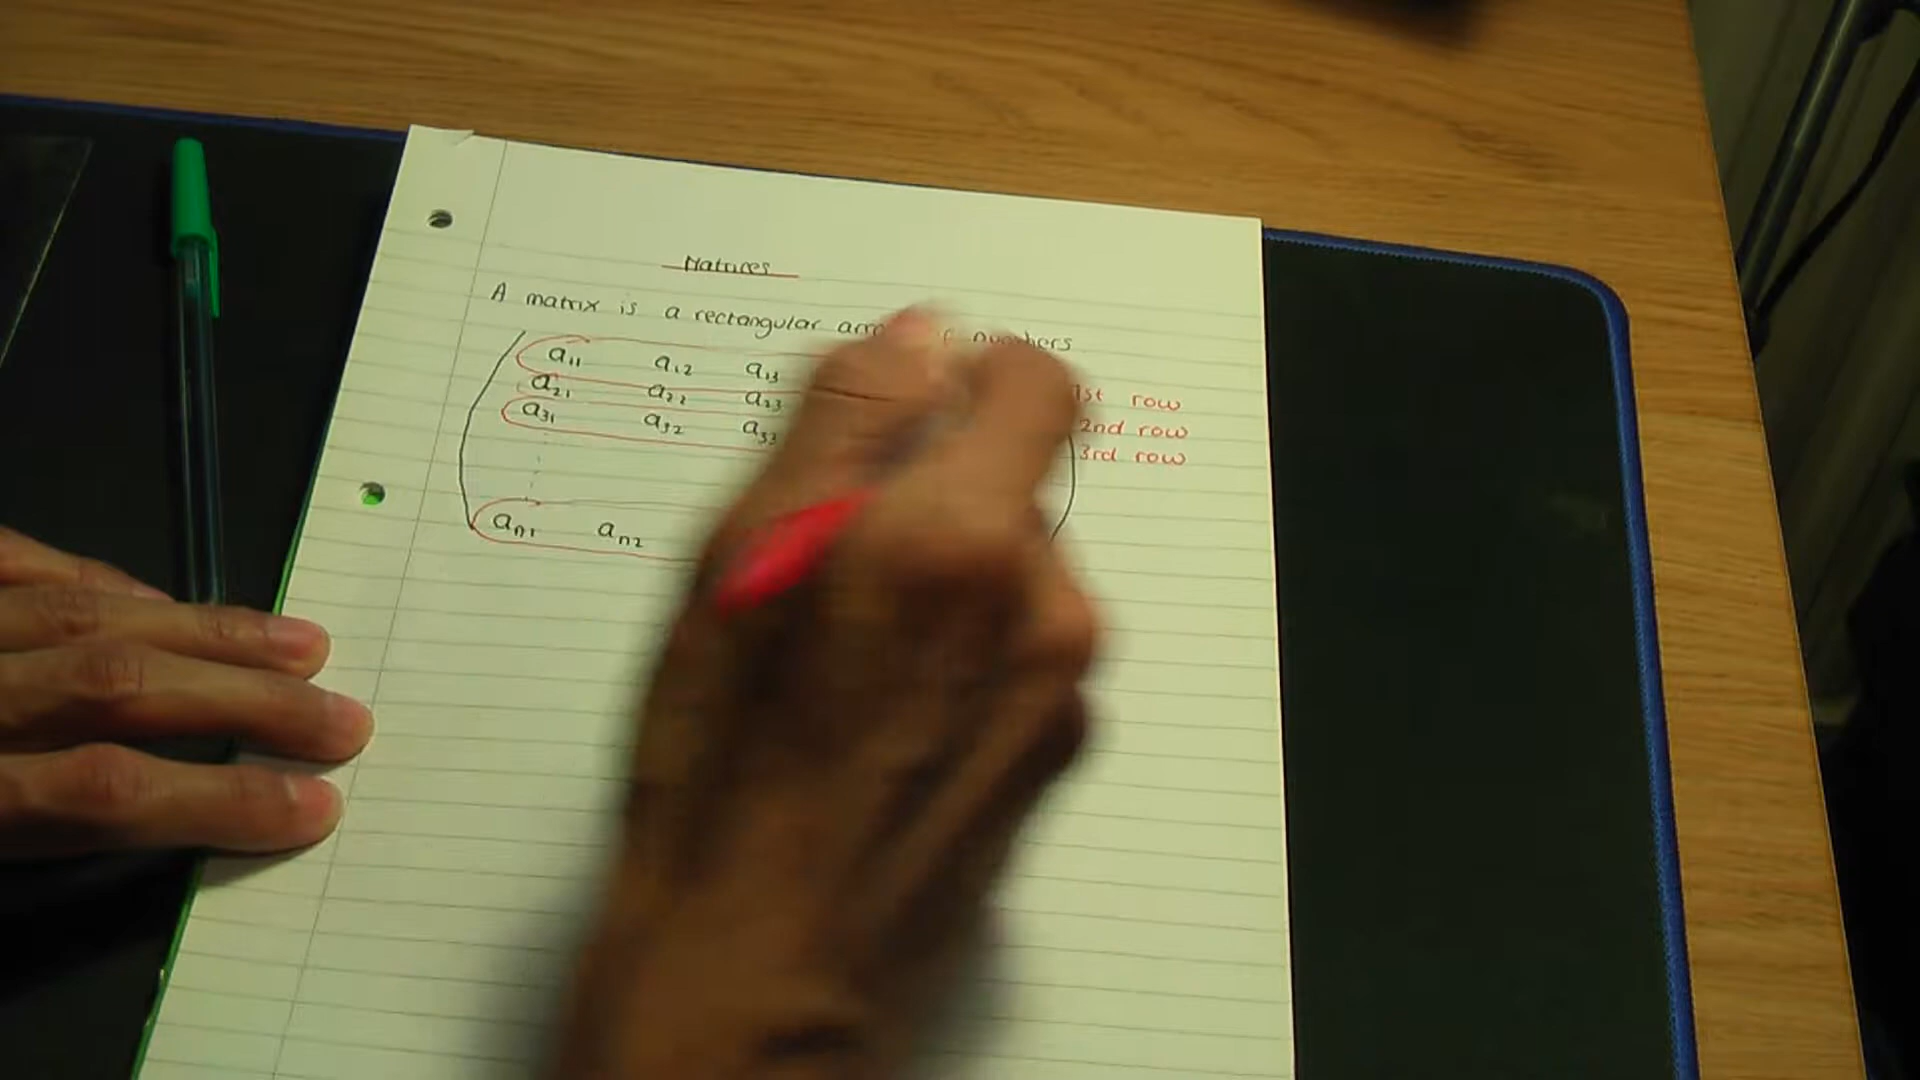 Matrices
A matrix is a rectangular numbers
a11 a12 a13 1st row
a21 a22 a23 2nd row
a31 a32 a33 3rd row
an1 an2